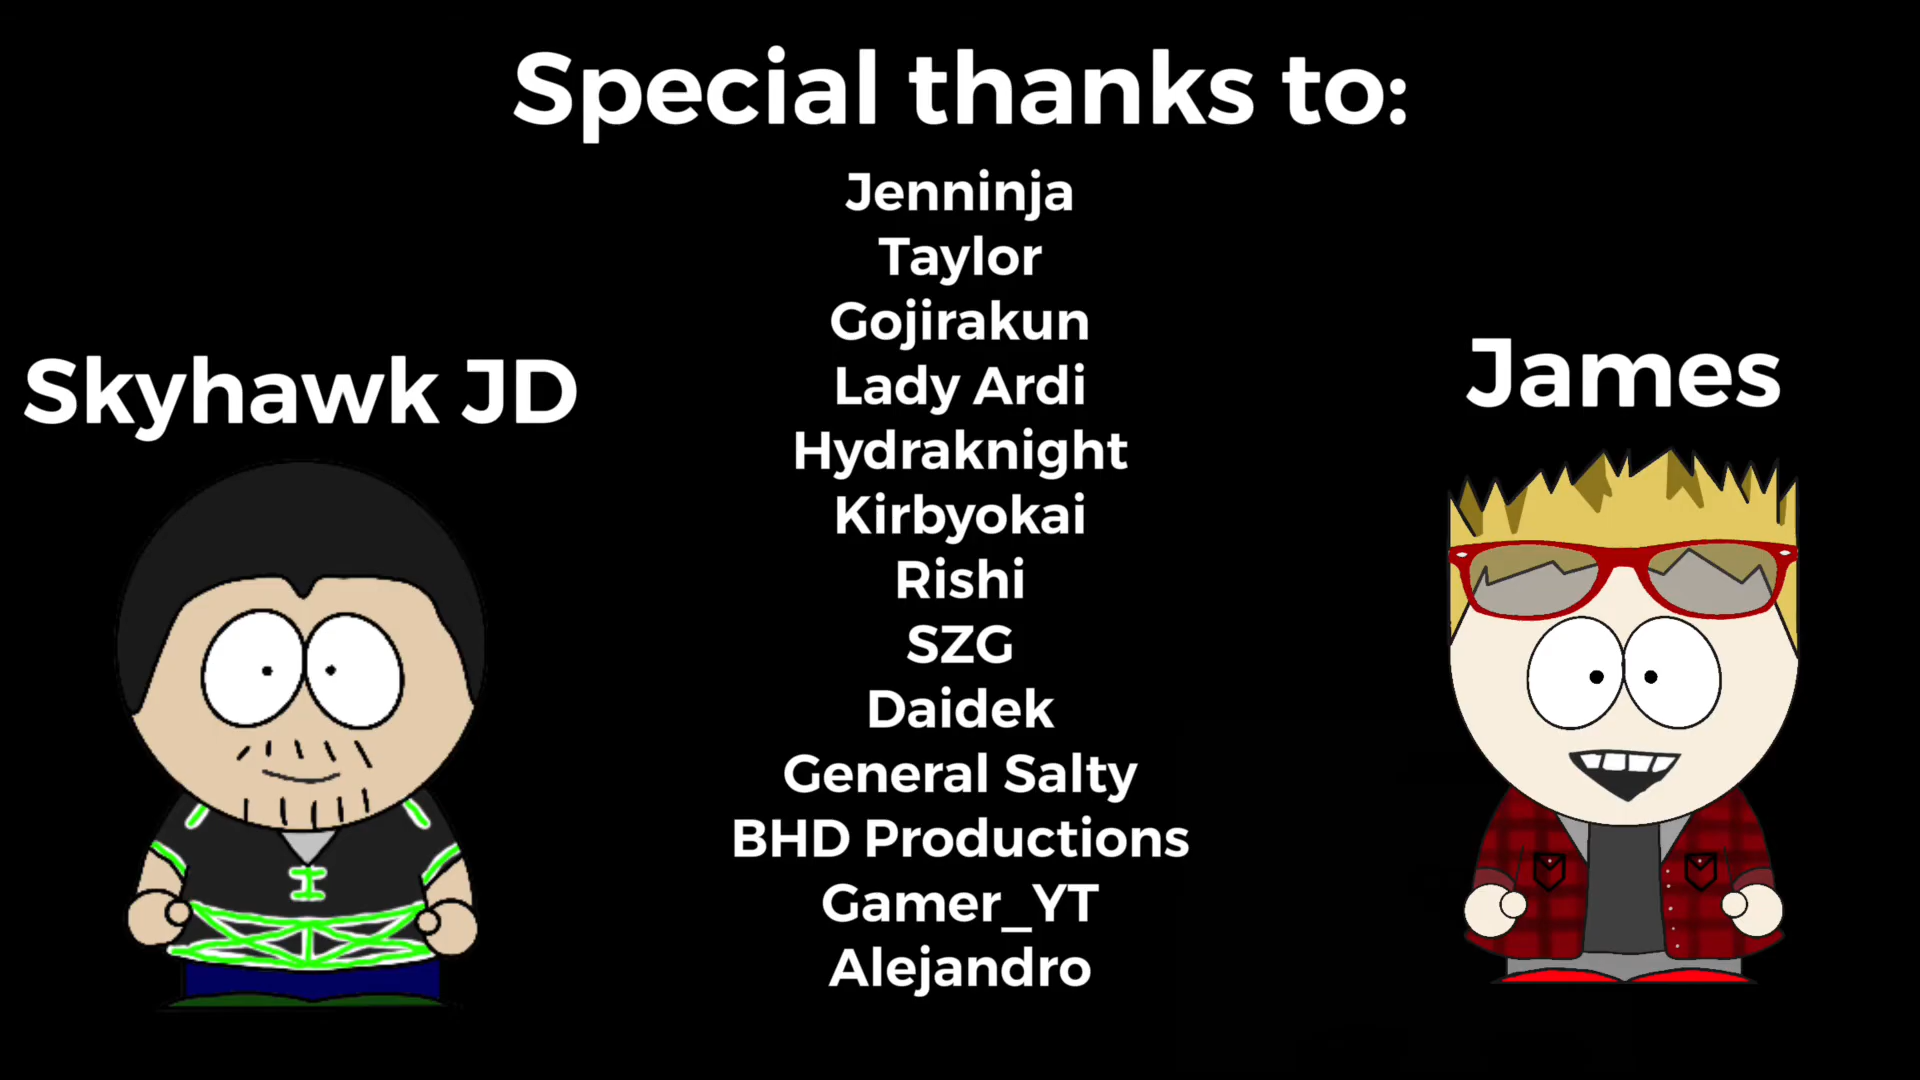 Special thanks to:
Jenninja
Taylor
Gojirakun
Lady Ardi
Hydraknight
Kirbyokai
Rishi
SZG
Daidek
General Salty
BHD Productions
Gamer_YT
Alejandro
Skyhawk JD
James